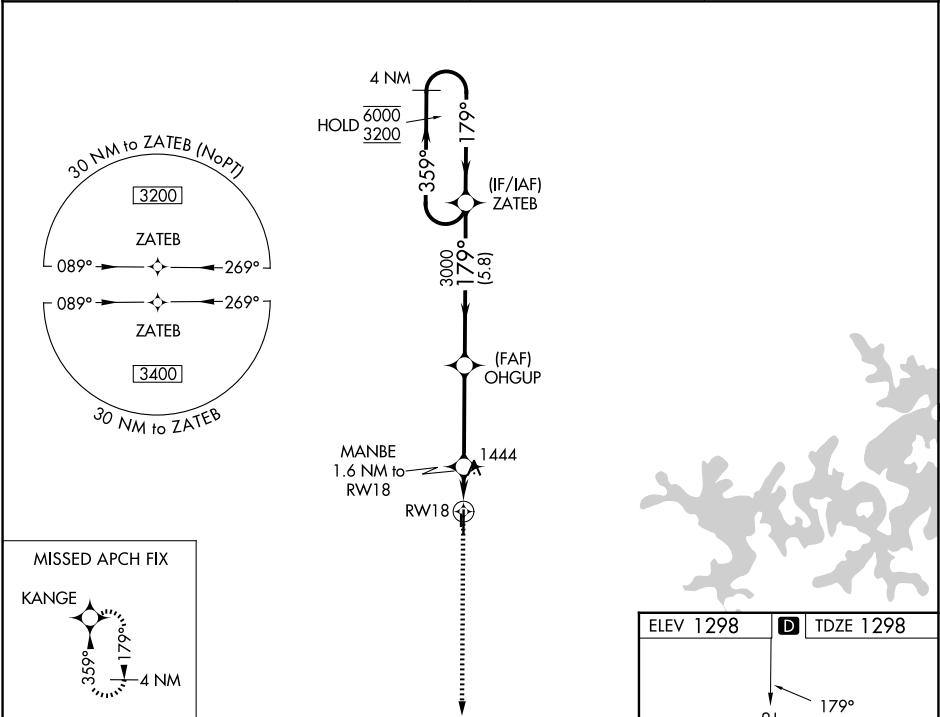 4 NM
HOLD 6000
3200
359°
179°
(IF/IAF)
ZATEB
3000
179°
(5.8)
(FAF)
OHGUP
MANBE
1.6 NM to
RW18
1444
RW18
30 NM to ZATEB (NoPT)
3200
ZATEB
089°
269°
089°
269°
ZATEB
3400
30 NM to ZATEB
MISSED APCH FIX
KANGE
359°
179°
4 NM
ELEV 1298
D
TDZE 1298
179°